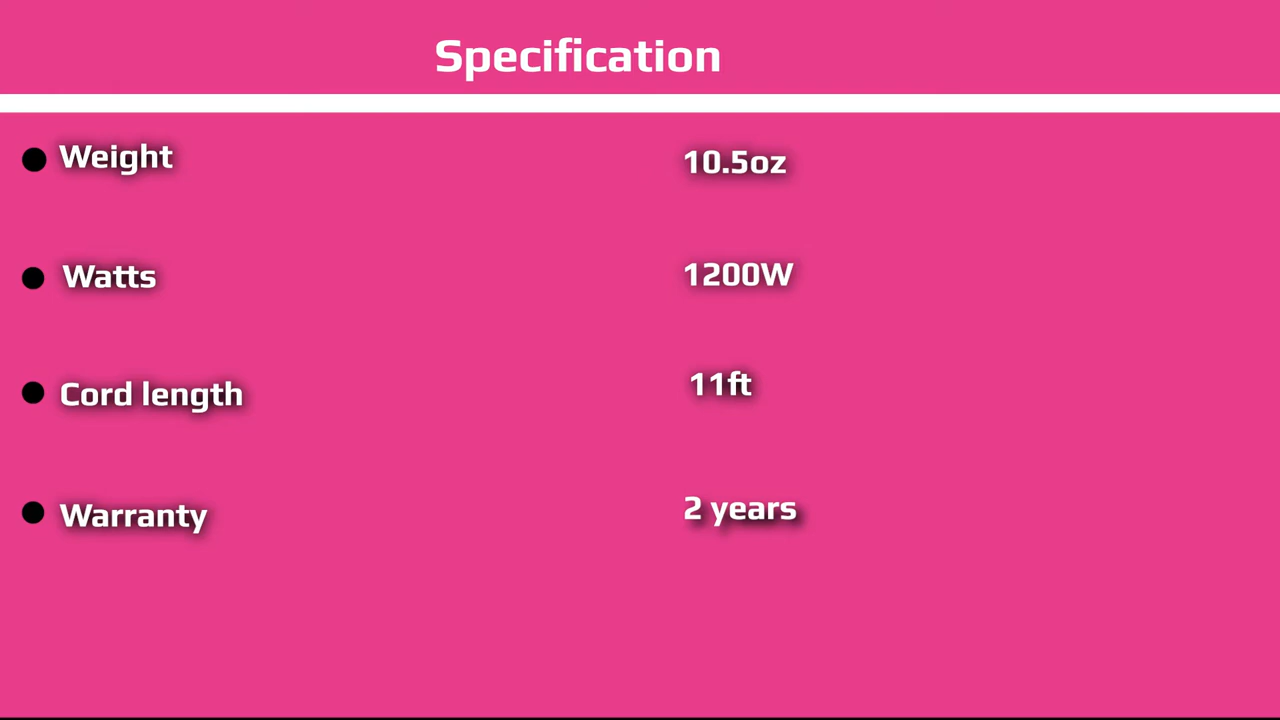 Specification
Weight 10.5oz
Watts 1200W
Cord length 11ft
Warranty 2 years